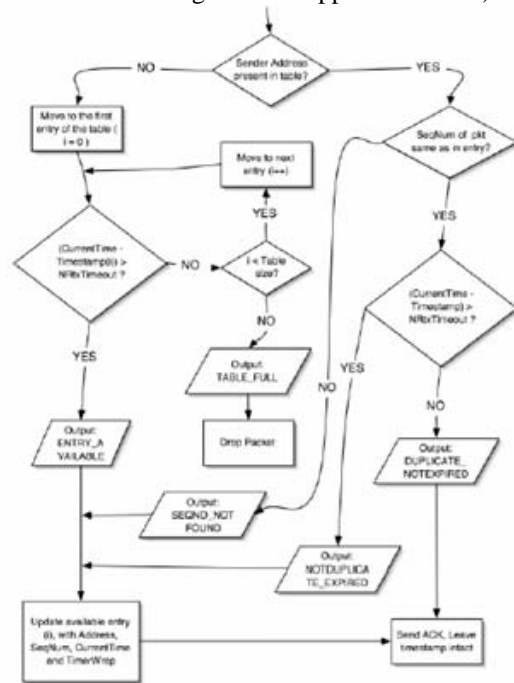 Sender Address
present in table?
NO
YES
Move to the first
entry of the table (
i = 0 )
SeqNum of pkt
same as in entry?
Move to next
entry (i++)
YES
YES
(CurrentTime -
Timestamp(i)) >
NRtxTimeout ?
NO
i < Table
size?
(CurrentTime -
Timestamp) >
NRtxTimeout ?
NO
YES
Output:
TABLE_FULL
NO
YES
NO
Output:
ENTRY_A
VAILABLE
Drop Packet
Output:
DUPLICATE_
NOTEXPIRED
Output:
SEQNO_NOT
FOUND
Output:
NOTDUPLICA
TE_EXPIRED
Update available entry
(i), with Address,
SeqNum, CurrentTime
and TimerWrap
Send ACK, Leave
timestamp intact